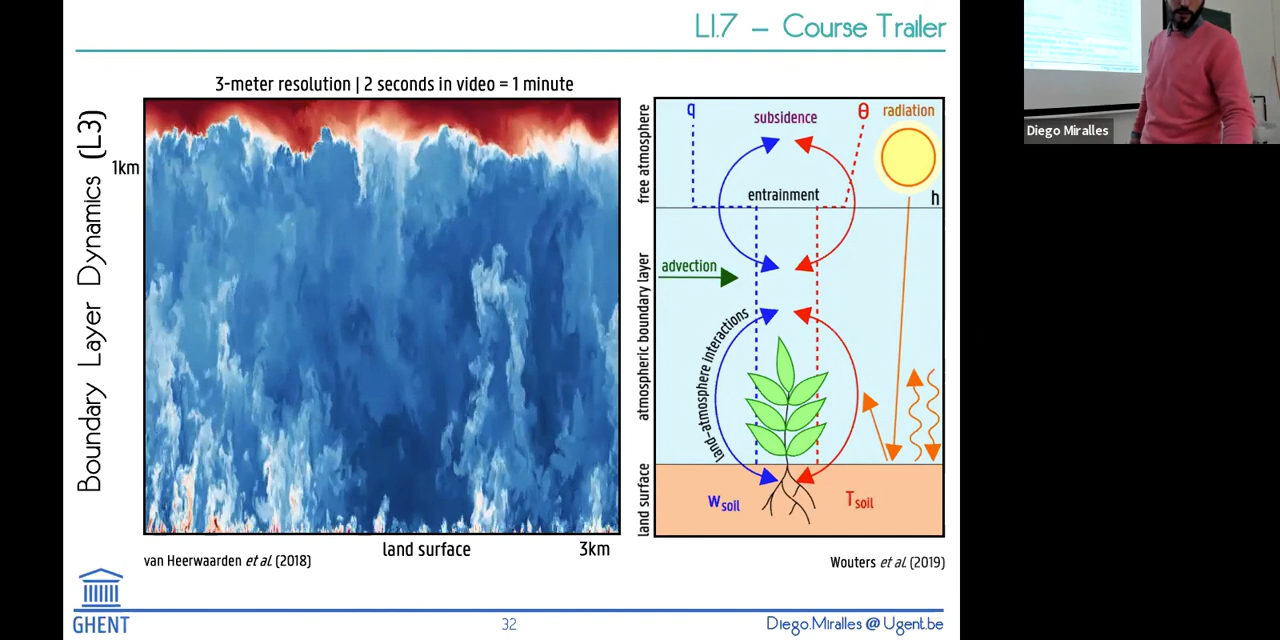 L1.7 – Course Trailer
3-meter resolution | 2 seconds in video = 1 minute
Boundary Layer Dynamics (L3)
1km
land surface
3km
van Heerwaarden et al. (2018)
free atmosphere
atmospheric boundary layer
land surface
q
subsidence
θ
radiation
entrainment
h
advection
land-atmosphere interactions
Wsoil
Tsoil
Wouters et al. (2019)
GHENT
32
Diego.Miralles @ Ugent.be
Diego Miralles